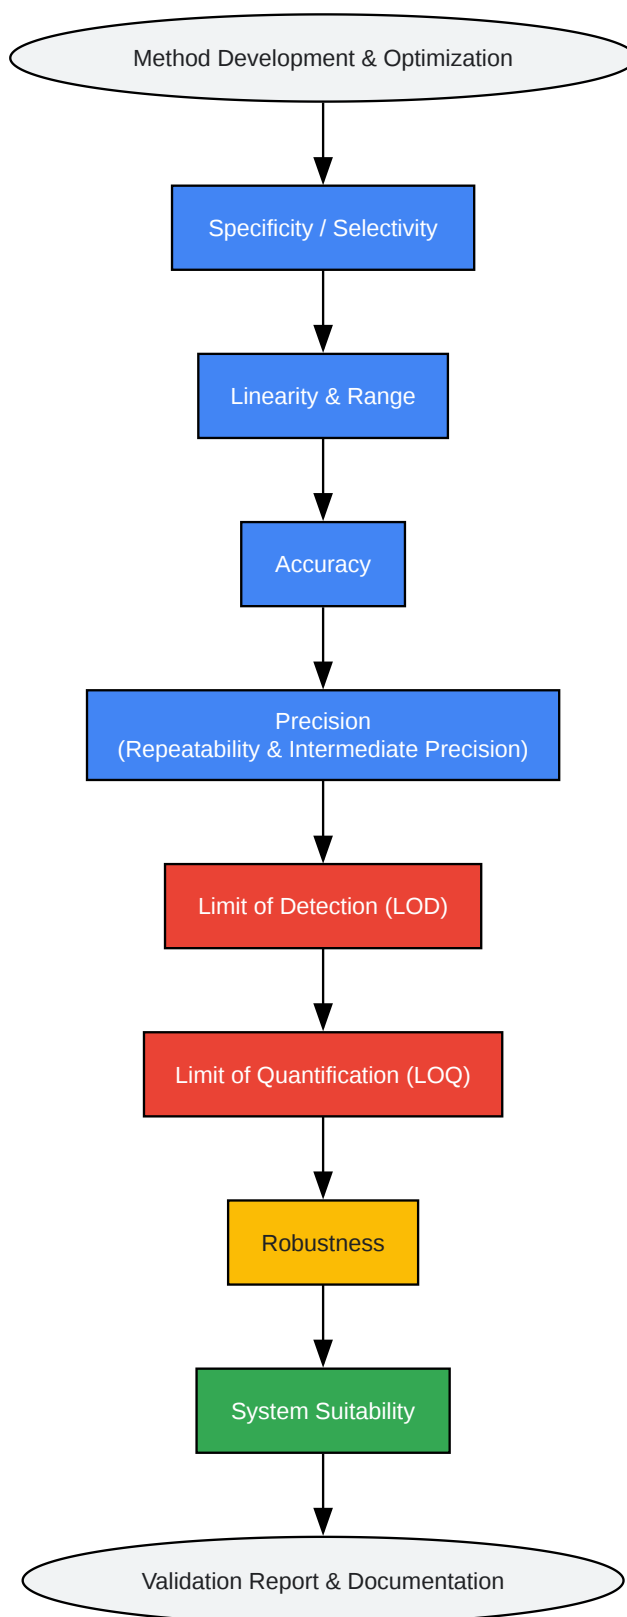 Method Development & Optimization
Specificity / Selectivity
Linearity & Range
Accuracy
Precision
(Repeatability & Intermediate Precision)
Limit of Detection (LOD)
Limit of Quantification (LOQ)
Robustness
System Suitability
Validation Report & Documentation